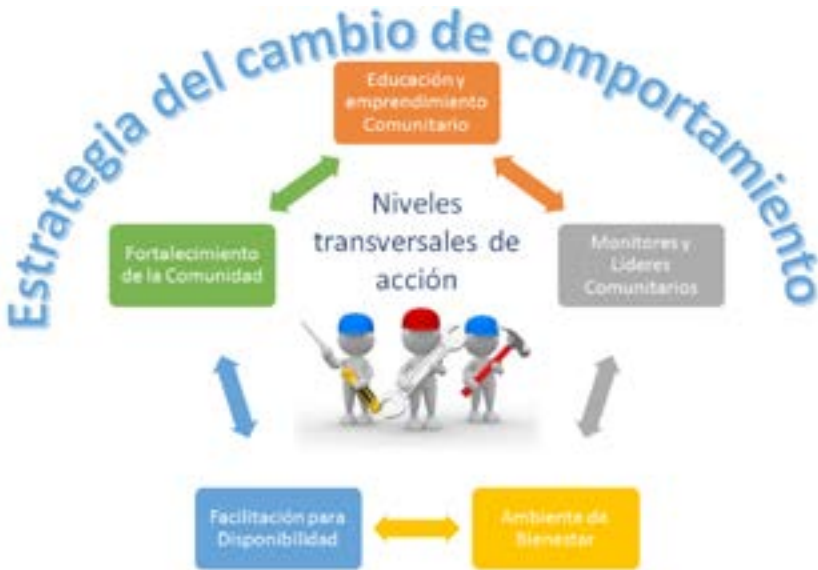 Estrategia del cambio de comportamiento
Educación y
emprendimiento
Comunitario
Niveles
transversales de
acción
Fortalecimiento
de la Comunidad
Monitores y
Líderes
Comunitarios
Facilitación para
Disponibilidad
Ambiente de
Bienestar